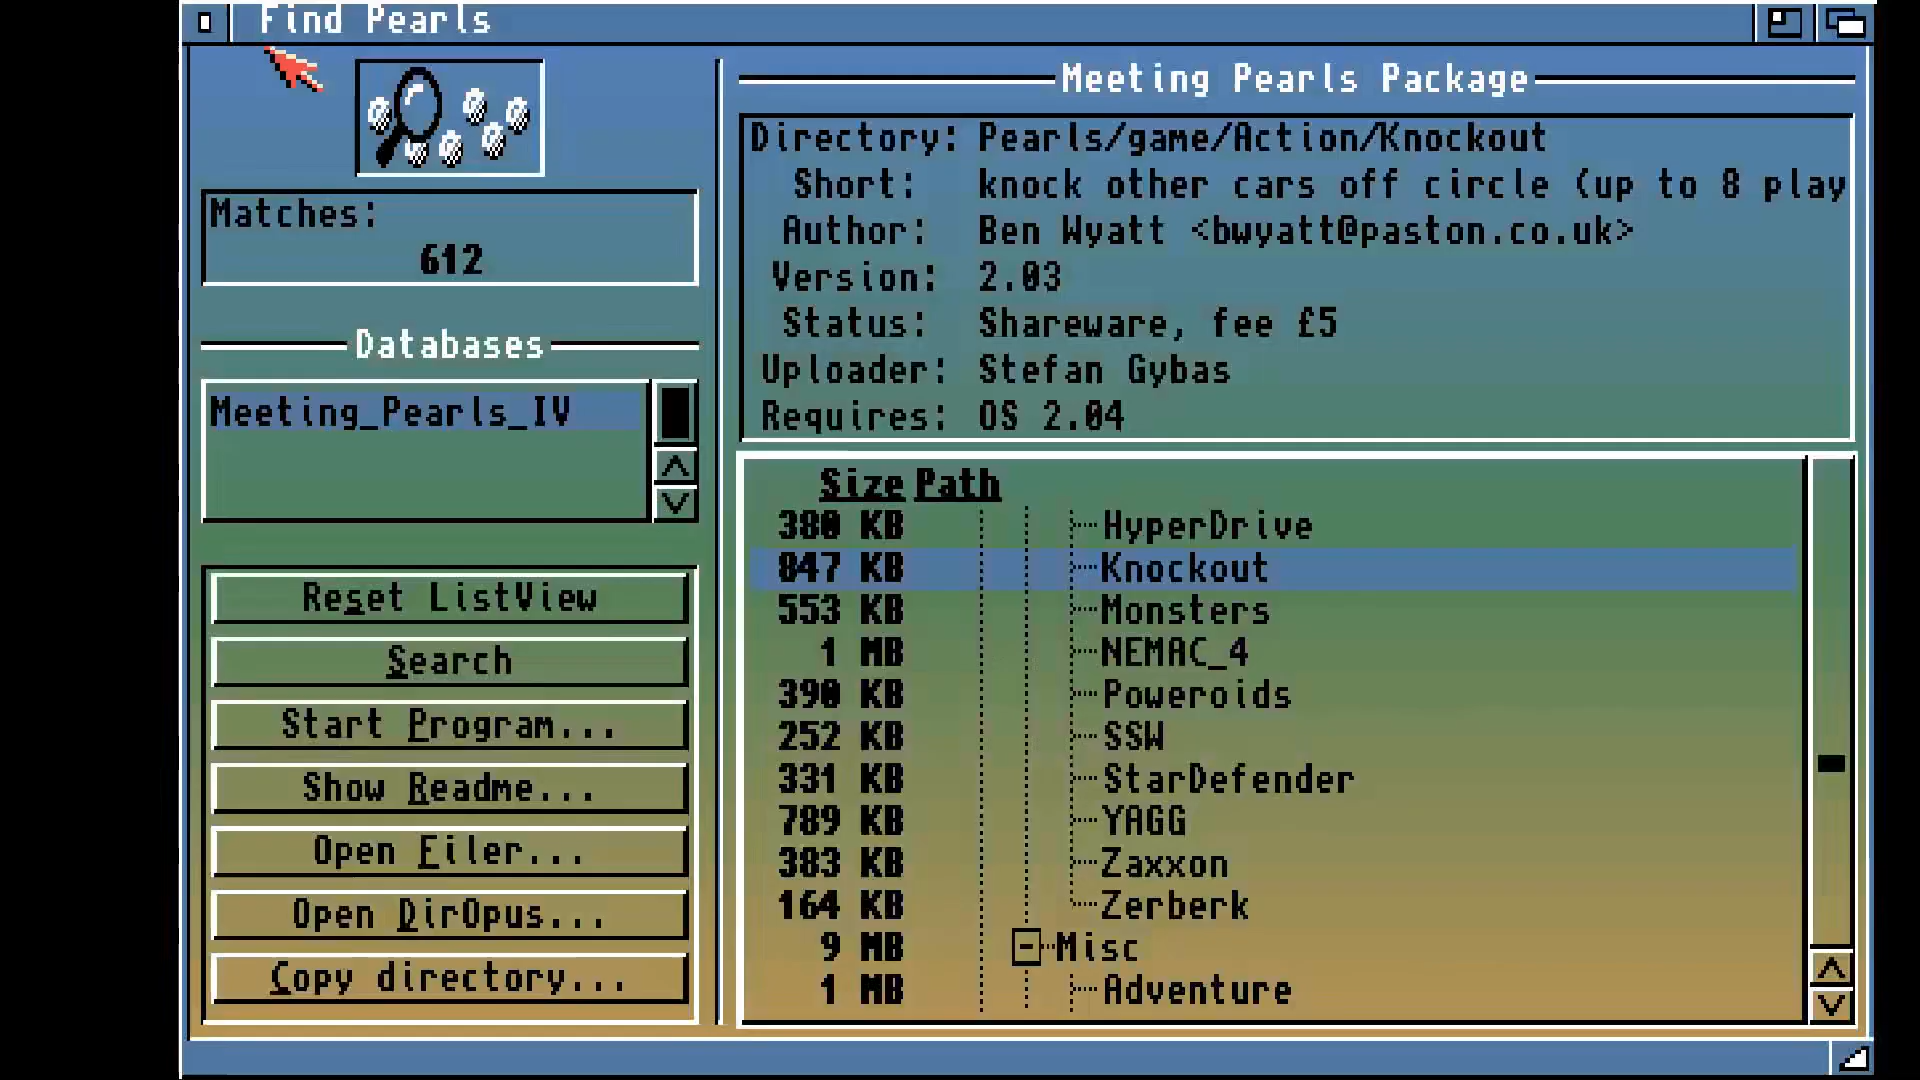 Find Pearls
Matches:
612
Databases
Meeting_Pearls_IV
Reset ListView
Search
Start Program...
Show Readme...
Open Filer...
Open DirOpus...
Copy directory...
Meeting Pearls Package
Directory: Pearls/game/Action/Knockout
Short: knock other cars off circle (up to 8 play
Author: Ben Wyatt <bwyatt@paston.co.uk>
Version: 2.03
Status: Shareware, fee £5
Uploader: Stefan Gybas
Requires: OS 2.04
Size Path
380 KB HyperDrive
847 KB Knockout
553 KB Monsters
1 MB NEMAC_4
390 KB Poweroids
252 KB SSW
331 KB StarDefender
789 KB YAGG
383 KB Zaxxon
164 KB Zerberk
9 MB Misc
1 MB Adventure